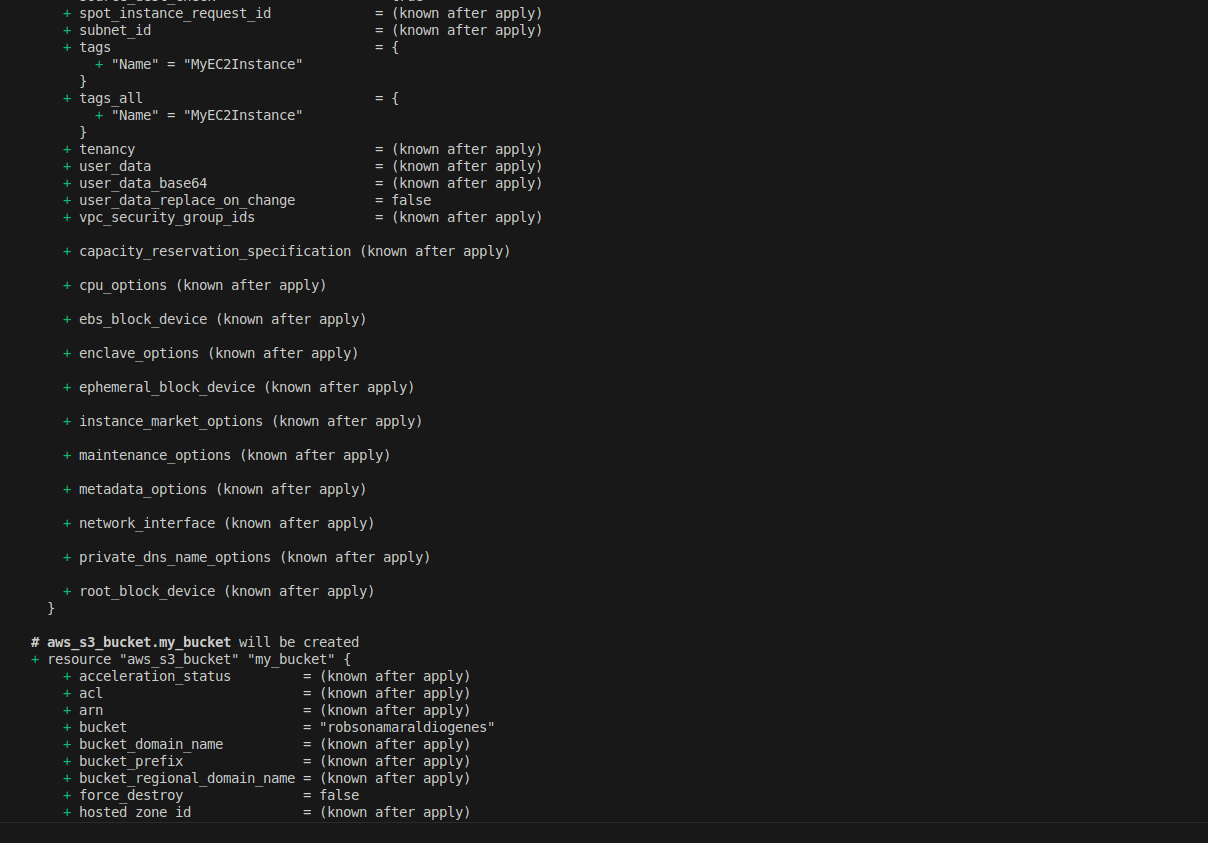 + spot_instance_request_id = (known after apply)
+ subnet_id = (known after apply)
+ tags = {
+ "Name" = "MyEC2Instance"
}
+ tags_all = {
+ "Name" = "MyEC2Instance"
}
+ tenancy = (known after apply)
+ user_data = (known after apply)
+ user_data_base64 = (known after apply)
+ user_data_replace_on_change = false
+ vpc_security_group_ids = (known after apply)
+ capacity_reservation_specification (known after apply)
+ cpu_options (known after apply)
+ ebs_block_device (known after apply)
+ enclave_options (known after apply)
+ ephemeral_block_device (known after apply)
+ instance_market_options (known after apply)
+ maintenance_options (known after apply)
+ metadata_options (known after apply)
+ network_interface (known after apply)
+ private_dns_name_options (known after apply)
+ root_block_device (known after apply)
}
# aws_s3_bucket.my_bucket will be created
+ resource "aws_s3_bucket" "my_bucket" {
+ acceleration_status = (known after apply)
+ acl = (known after apply)
+ arn = (known after apply)
+ bucket = "robsonamaraldiogenes"
+ bucket_domain_name = (known after apply)
+ bucket_prefix = (known after apply)
+ bucket_regional_domain_name = (known after apply)
+ force_destroy = false
+ hosted_zone_id = (known after apply)